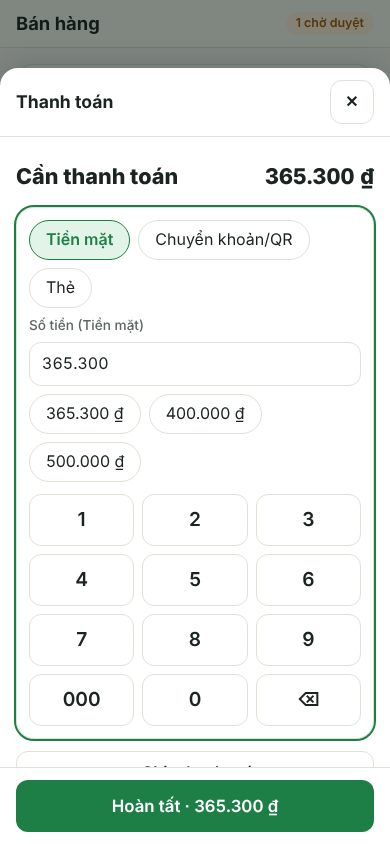 Bán hàng
1 chờ duyệt
Thanh toán
×
Cần thanh toán
365.300 ₫
Tiền mặt
Chuyển khoản/QR
Thẻ
Số tiền (Tiền mặt)
365.300
365.300 ₫
400.000 ₫
500.000 ₫
1
2
3
4
5
6
7
8
9
000
0
Hoàn tất · 365.300 ₫